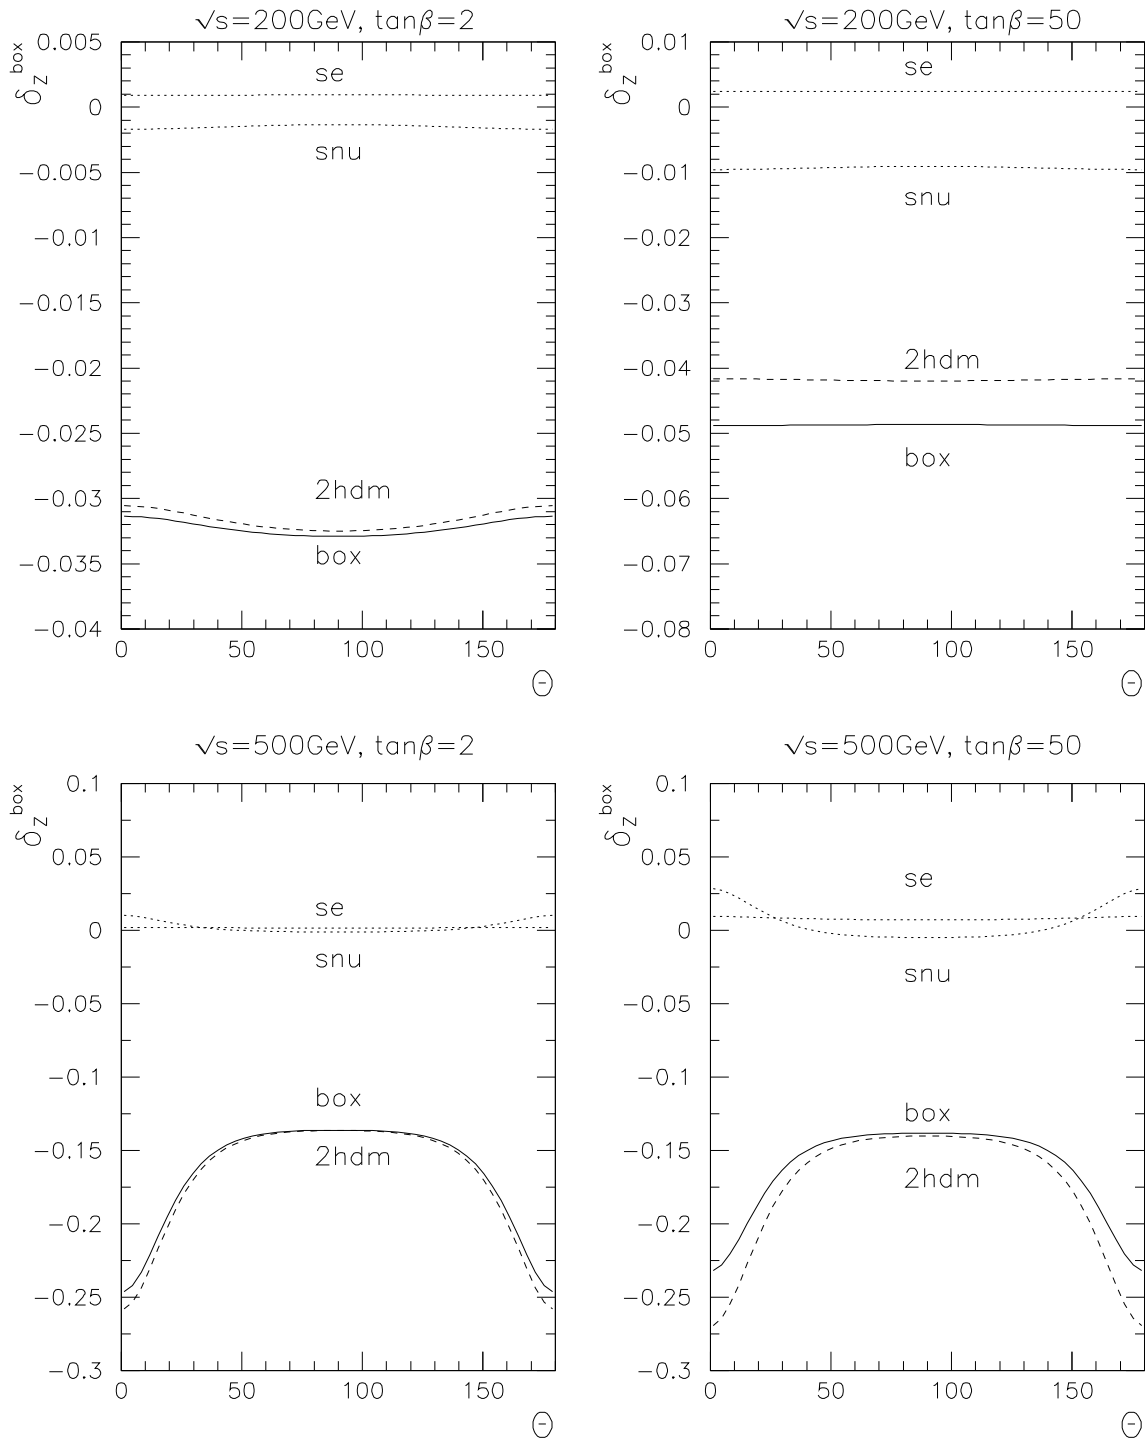 √s=200GeV, tanβ=2
δZ box
0.005
0
−0.005
−0.01
−0.015
−0.02
−0.025
−0.03
−0.035
−0.04
se
snu
2hdm
box
0 50 100 150
Θ
√s=200GeV, tanβ=50
δZ box
0.01
0
−0.01
−0.02
−0.03
−0.04
−0.05
−0.06
−0.07
−0.08
se
snu
2hdm
box
0 50 100 150
Θ
√s=500GeV, tanβ=2
δZ box
0.1
0.05
0
−0.05
−0.1
−0.15
−0.2
−0.25
−0.3
se
snu
box
2hdm
0 50 100 150
Θ
√s=500GeV, tanβ=50
δZ box
0.1
0.05
0
−0.05
−0.1
−0.15
−0.2
−0.25
−0.3
se
snu
box
2hdm
0 50 100 150
Θ